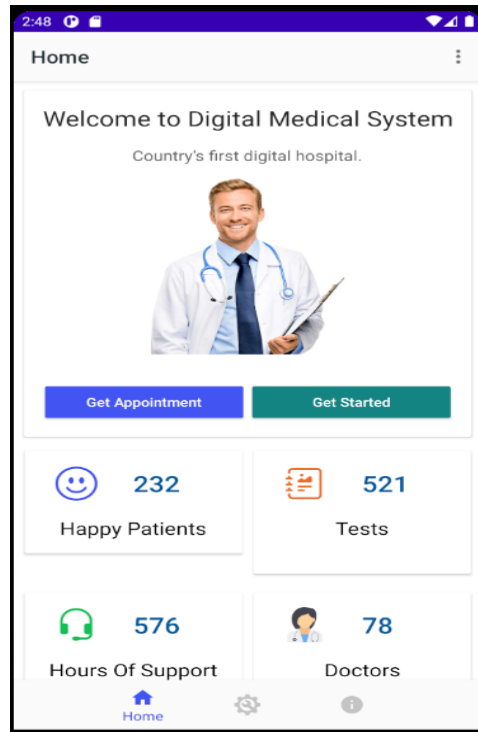 2:48
Home
Welcome to Digital Medical System
Country's first digital hospital.
Get Appointment Get Started
232 521
Happy Patients Tests
576 78
Hours Of Support Doctors
Home